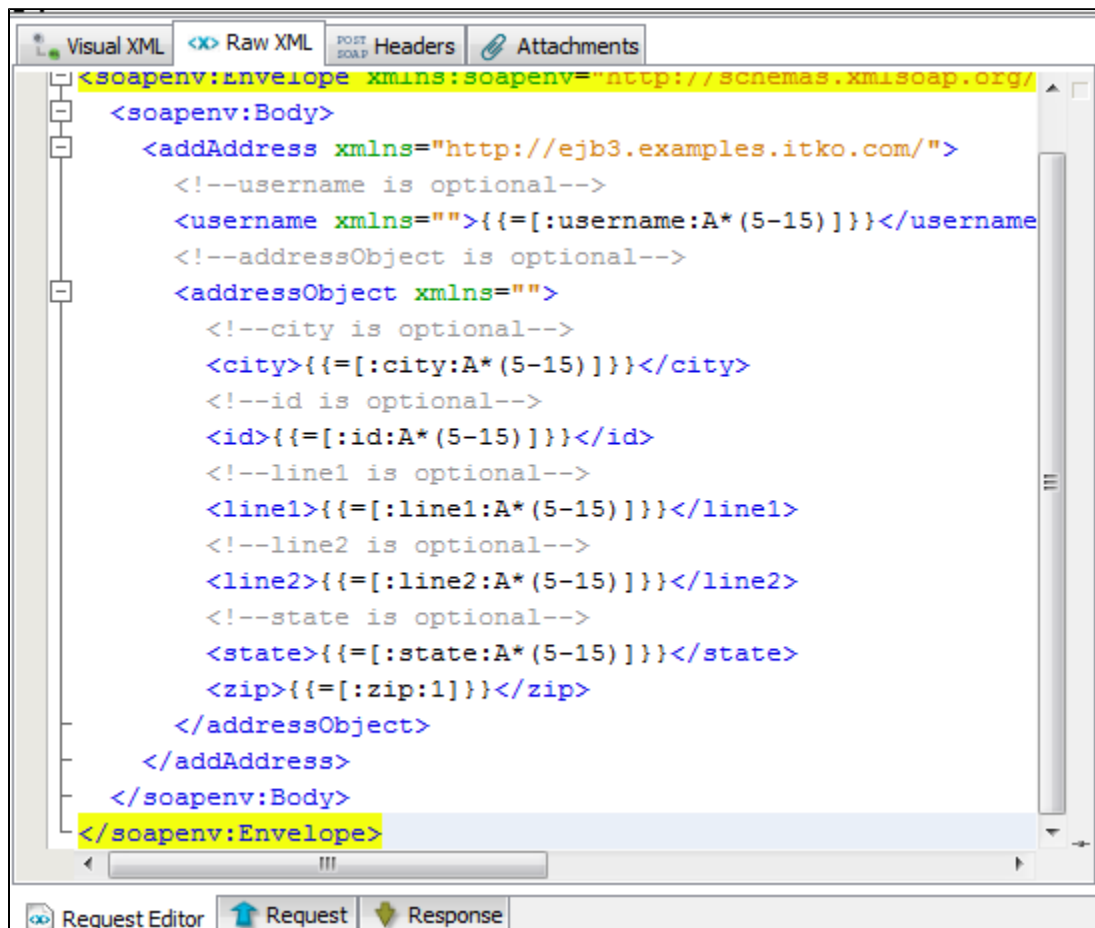 Visual XML Raw XML POST SOAP Headers Attachments
<soapenv:Envelope xmlns:soapenv="http://schemas.xmlsoap.org/
<soapenv:Body>
<addAddress xmlns="http://ejb3.examples.itko.com/">
<!--username is optional-->
<username xmlns="">{{=[:username:A*(5-15)]}}</username
<!--addressObject is optional-->
<addressObject xmlns="">
<!--city is optional-->
<city>{{=[:city:A*(5-15)]}}</city>
<!--id is optional-->
<id>{{=[:id:A*(5-15)]}}</id>
<!--line1 is optional-->
<line1>{{=[:line1:A*(5-15)]}}</line1>
<!--line2 is optional-->
<line2>{{=[:line2:A*(5-15)]}}</line2>
<!--state is optional-->
<state>{{=[:state:A*(5-15)]}}</state>
<zip>{{=[:zip:1]}}</zip>
</addressObject>
</addAddress>
</soapenv:Body>
</soapenv:Envelope>
Request Editor Request Response